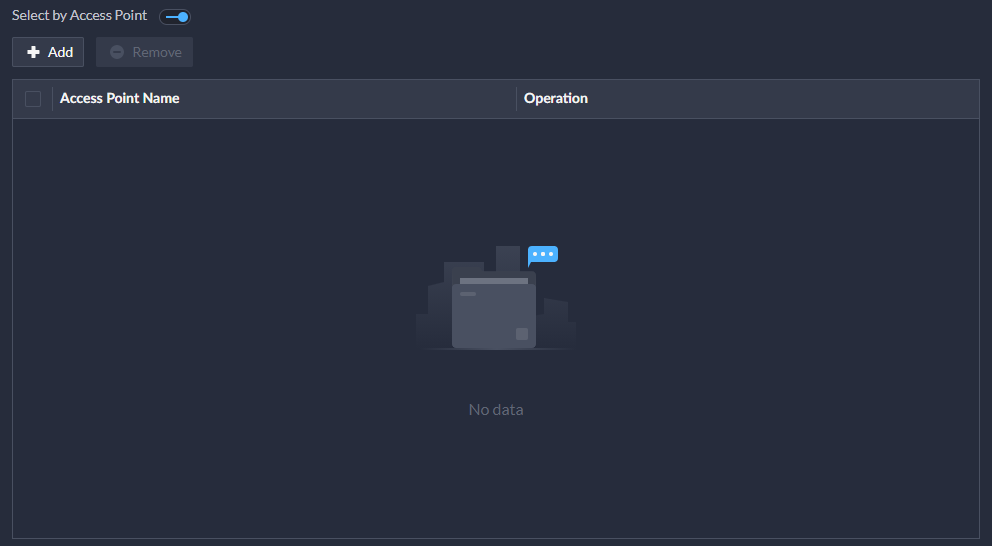 Select by Access Point
Add Remove
Access Point Name Operation
No data